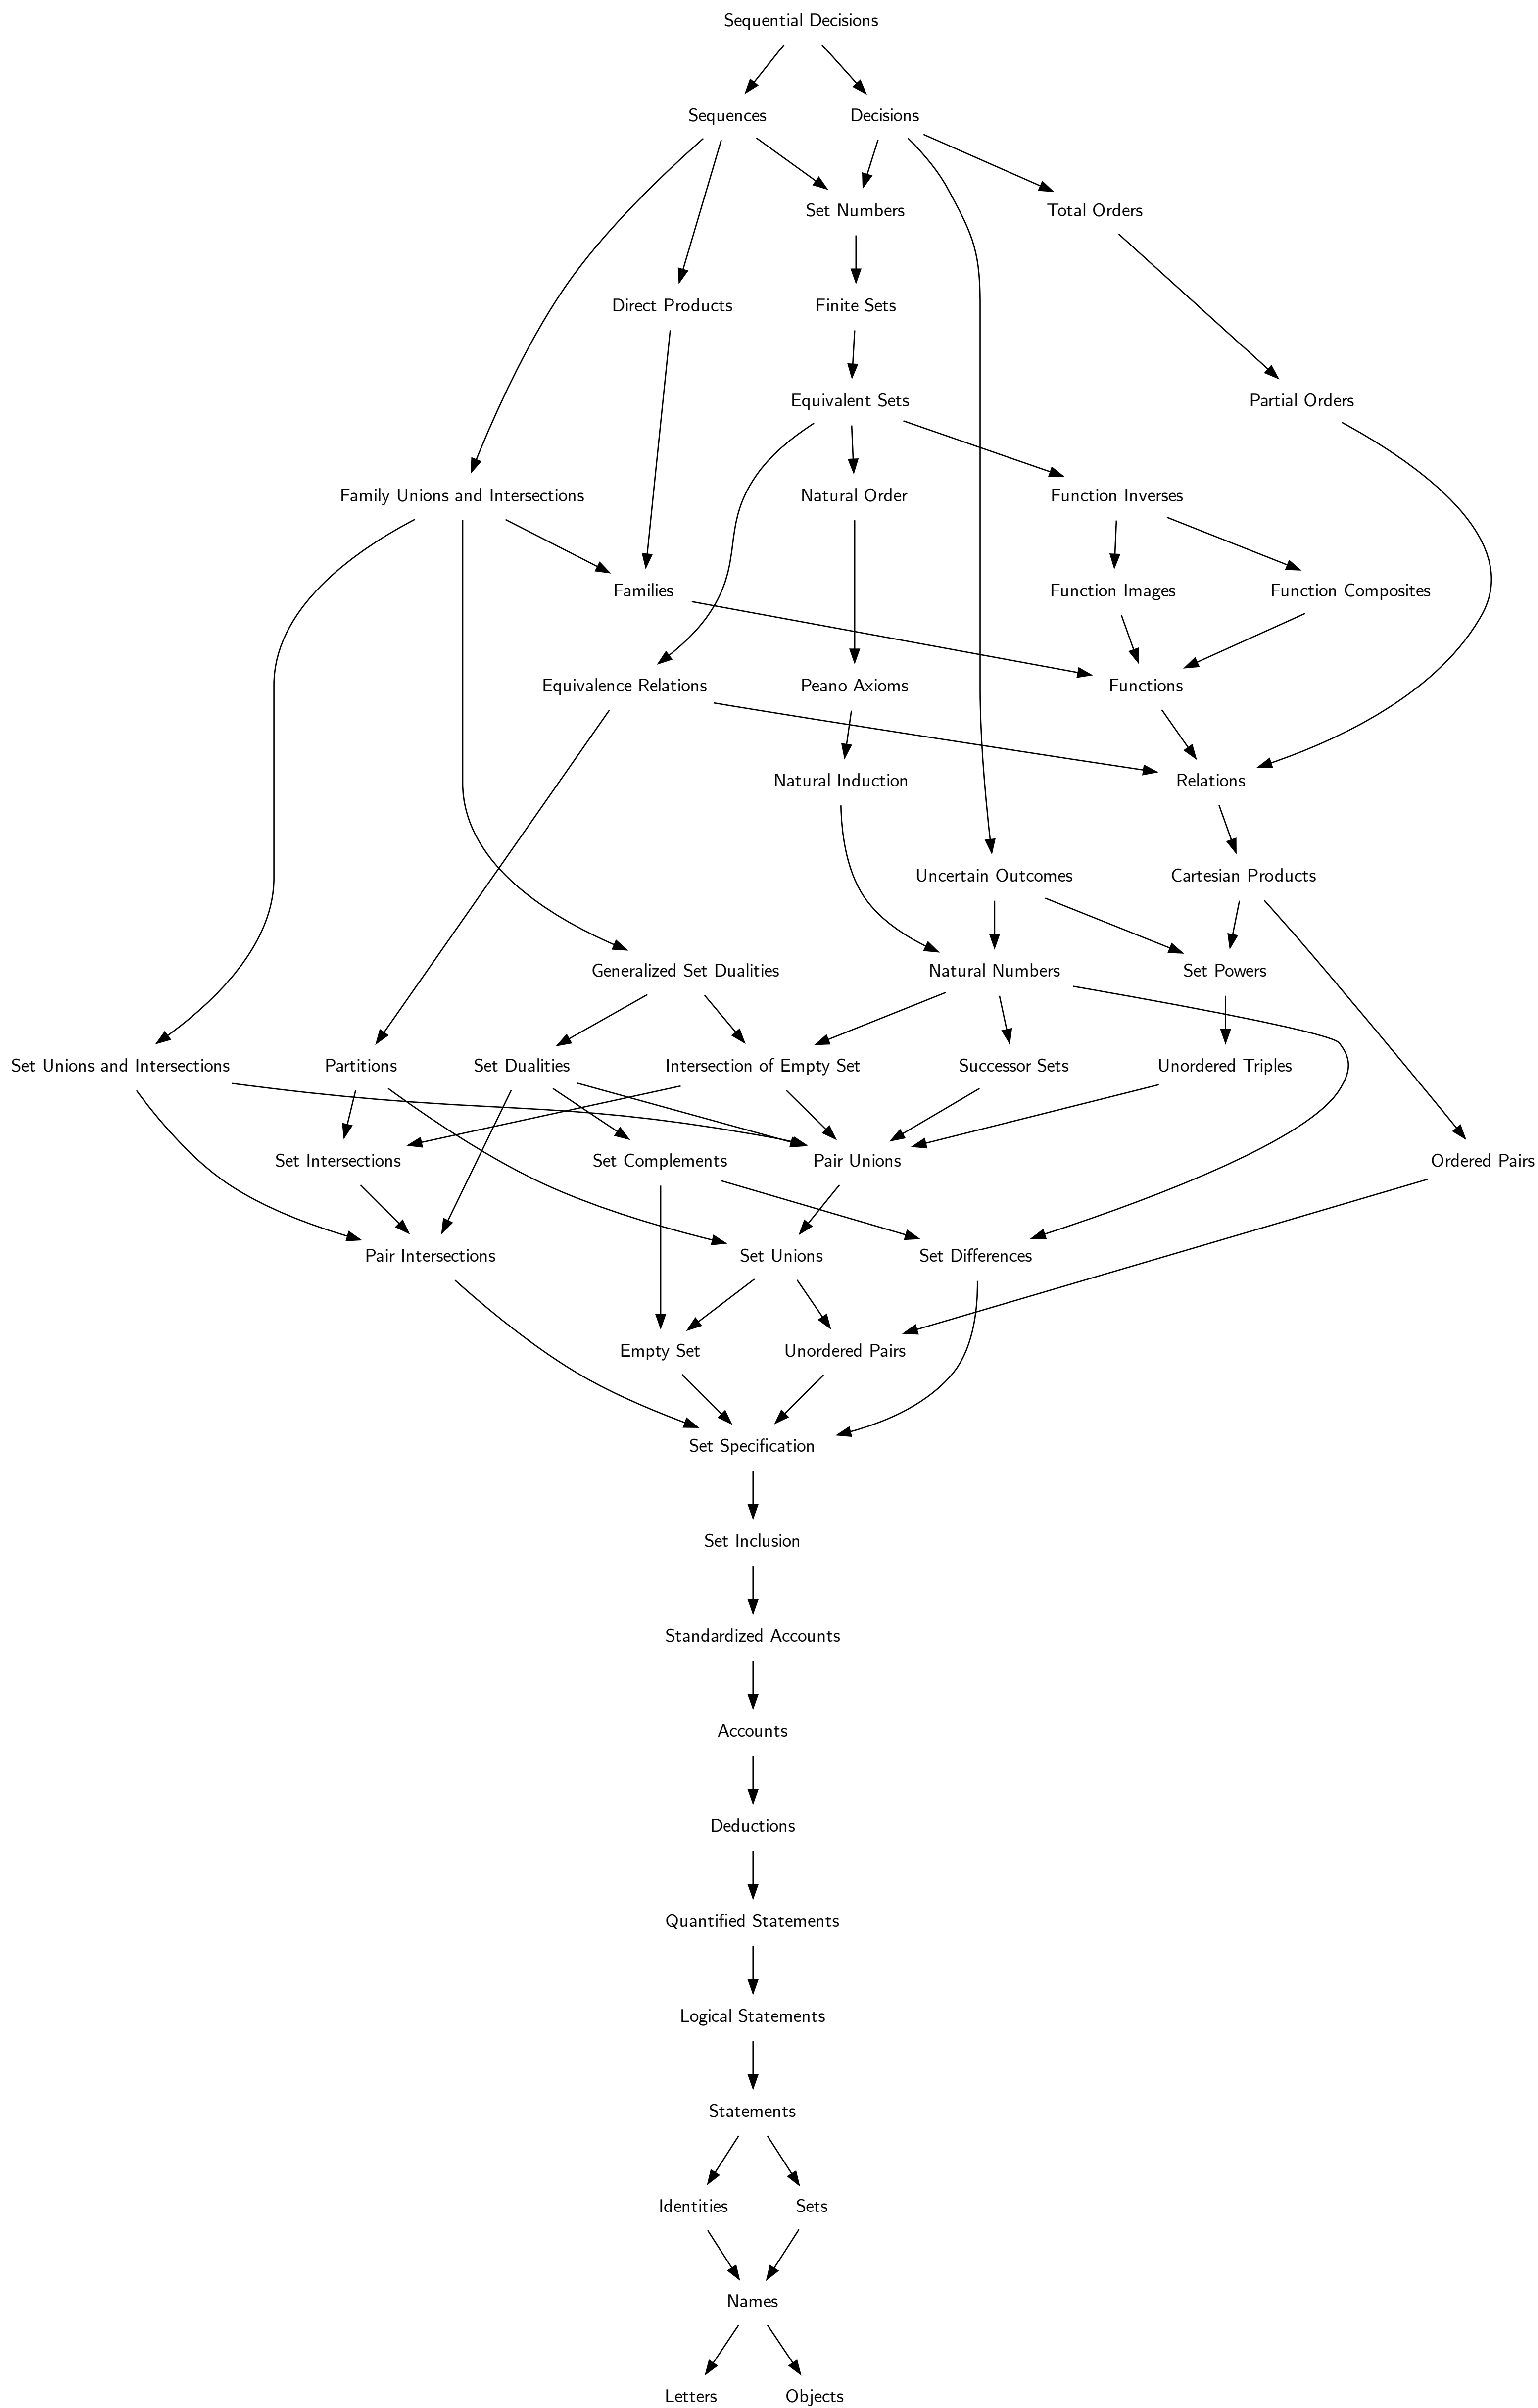 Sequential Decisions
Sequences
Decisions
Set Numbers
Total Orders
Direct Products
Finite Sets
Equivalent Sets
Partial Orders
Family Unions and Intersections
Natural Order
Function Inverses
Families
Function Images
Function Composites
Equivalence Relations
Peano Axioms
Functions
Natural Induction
Relations
Uncertain Outcomes
Cartesian Products
Generalized Set Dualities
Natural Numbers
Set Powers
Set Unions and Intersections
Partitions
Set Dualities
Intersection of Empty Set
Successor Sets
Unordered Triples
Set Intersections
Set Complements
Pair Unions
Ordered Pairs
Pair Intersections
Set Unions
Set Differences
Empty Set
Unordered Pairs
Set Specification
Set Inclusion
Standardized Accounts
Accounts
Deductions
Quantified Statements
Logical Statements
Statements
Identities
Sets
Names
Letters
Objects